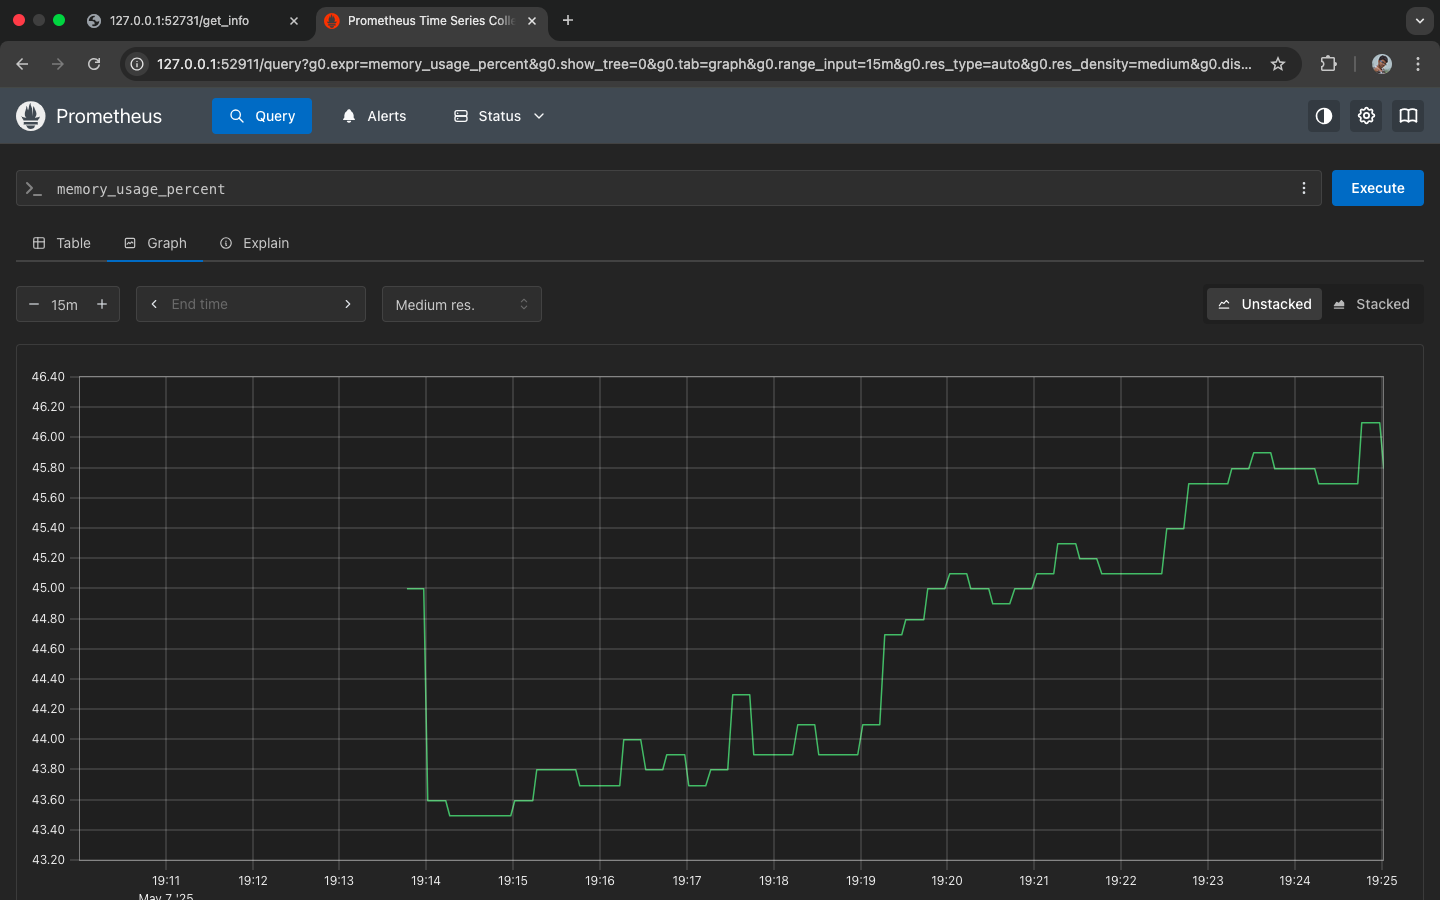 127.0.0.1:52731/get_info
Prometheus Time Series Colle
127.0.0.1:52911/query?g0.expr=memory_usage_percent&g0.show_tree=0&g0.tab=graph&g0.range_input=15m&g0.res_type=auto&g0.res_density=medium&g0.dis...
Prometheus Query Alerts Status
>_ memory_usage_percent Execute
Table Graph Explain
15m End time Medium res. Unstacked Stacked
46.40
46.20
46.00
45.80
45.60
45.40
45.20
45.00
44.80
44.60
44.40
44.20
44.00
43.80
43.60
43.40
43.20
19:11 19:12 19:13 19:14 19:15 19:16 19:17 19:18 19:19 19:20 19:21 19:22 19:23 19:24 19:25
May 7 '25